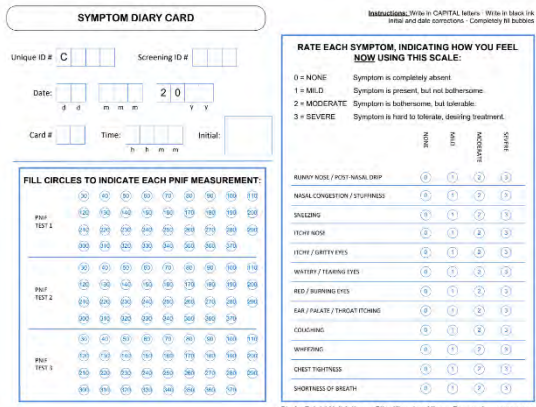 SYMPTOM DIARY CARD
Unique ID # C Screening ID #
Date: 2 0
d d m m m y y
Card # Time: Initial:
h h m m
FILL CIRCLES TO INDICATE EACH PNIF MEASUREMENT:
30 40 60 70 80 90 100 110
PNIF
TEST 1
120 130 140 150 160 170 180 190 200
210 220 230 240 250 260 270 280 290
300 310 320 330 340 350 360 370
30 40 60 70 80 90 100 110
PNIF
TEST 2
120 130 140 150 160 170 180 190 200
210 220 230 240 250 260 270 280 290
300 310 320 330 340 350 360 370
30 40 60 70 80 90 100 110
PNIF
TEST 3
120 130 140 150 160 170 180 190 200
210 220 230 240 250 260 270 280 290
300 310 320 330 340 350 360 370
Instructions: Write in CAPITAL letters - Write in black ink
Initial and date corrections - Completely fill bubbles
RATE EACH SYMPTOM, INDICATING HOW YOU FEEL
NOW USING THIS SCALE:
0 = NONE Symptom is completely absent
1 = MILD Symptom is present, but not bothersome.
2 = MODERATE Symptom is bothersome, but tolerable.
3 = SEVERE Symptom is hard to tolerate, desiring treatment.
NONE MILD MODERATE SEVERE
RUNNY NOSE / POST-NASAL DRIP 0 1 2 3
NASAL CONGESTION / STUFFINESS 0 1 2 3
SNEEZING 0 1 2 3
ITCHY NOSE 0 1 2 3
ITCHY / GRITTY EYES 0 1 2 3
WATERY / TEARING EYES 0 1 2 3
RED / BURNING EYES 0 1 2 3
EAR / PALATE / THROAT ITCHING 0 1 2 3
COUGHING 0 1 2 3
WHEEZING 0 1 2 3
CHEST TIGHTNESS 0 1 2 3
SHORTNESS OF BREATH 0 1 2 3